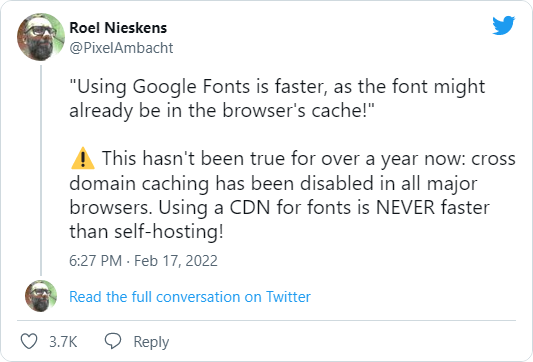 Roel Nieskens
@PixelAmbacht
"Using Google Fonts is faster, as the font might
already be in the browser's cache!"
⚠️ This hasn't been true for over a year now: cross
domain caching has been disabled in all major
browsers. Using a CDN for fonts is NEVER faster
than self-hosting!
6:27 PM · Feb 17, 2022
Read the full conversation on Twitter
3.7K Reply